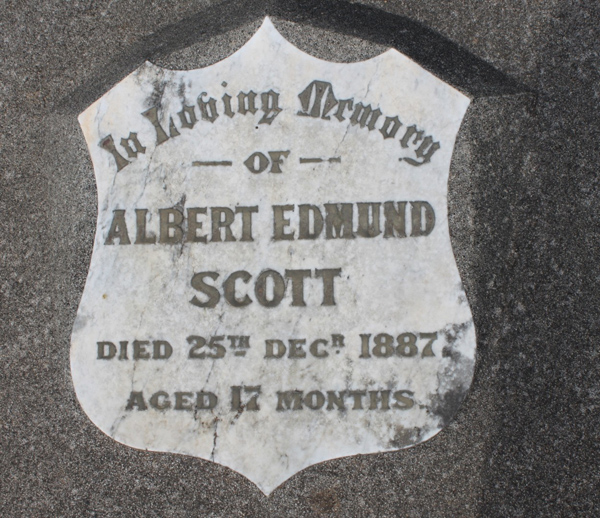 In Loving Memory
— OF —
ALBERT EDMUND
SCOTT
DIED 25TH DECR 1887.
AGED 17 MONTHS.